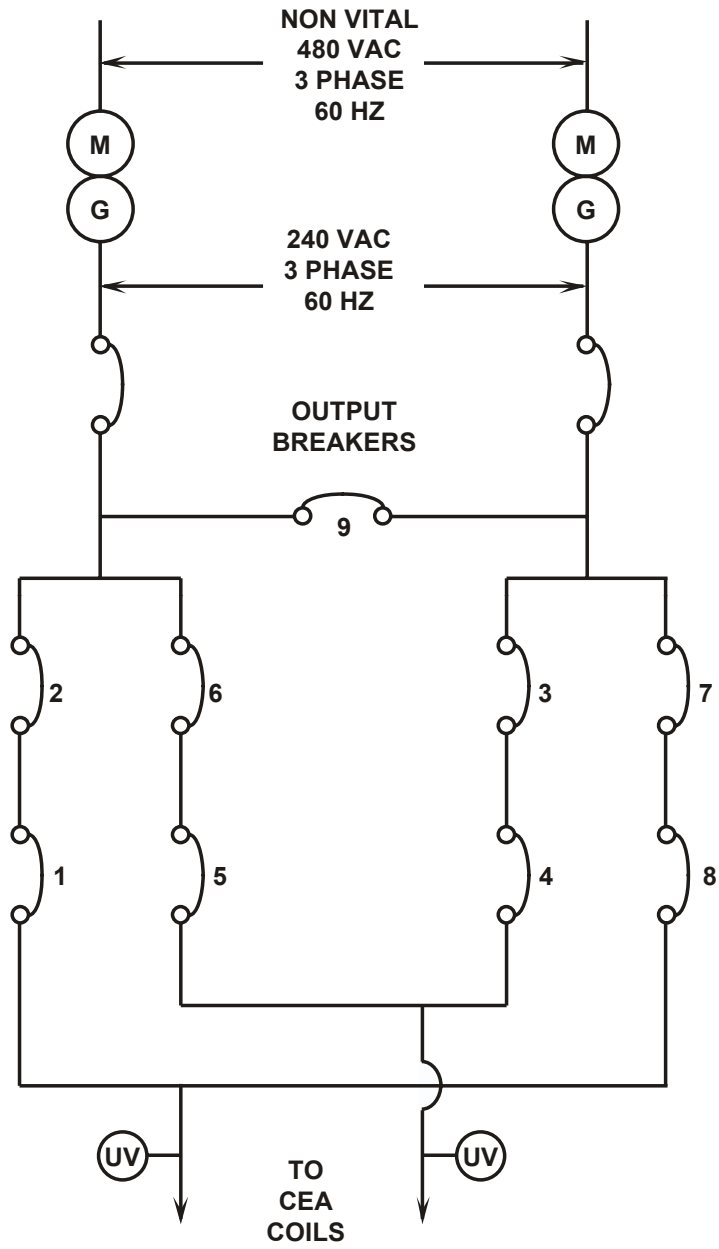 NON VITAL
480 VAC
3 PHASE
60 HZ
M
M
G
G
240 VAC
3 PHASE
60 HZ
OUTPUT
BREAKERS
9
2
6
3
7
1
5
4
8
UV
UV
TO
CEA
COILS